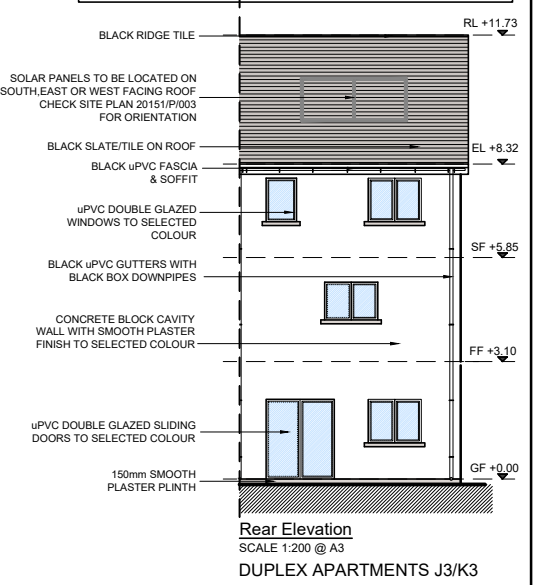 RL +11.73
BLACK RIDGE TILE
SOLAR PANELS TO BE LOCATED ON
SOUTH,EAST OR WEST FACING ROOF
CHECK SITE PLAN 20151/P/003
FOR ORIENTATION
BLACK SLATE/TILE ON ROOF
EL +8.32
BLACK uPVC FASCIA
& SOFFIT
uPVC DOUBLE GLAZED
WINDOWS TO SELECTED
COLOUR
SF +5.85
BLACK uPVC GUTTERS WITH
BLACK BOX DOWNPIPES
CONCRETE BLOCK CAVITY
WALL WITH SMOOTH PLASTER
FINISH TO SELECTED COLOUR
FF +3.10
uPVC DOUBLE GLAZED SLIDING
DOORS TO SELECTED COLOUR
GF +0.00
150mm SMOOTH
PLASTER PLINTH
Rear Elevation
SCALE 1:200 @ A3
DUPLEX APARTMENTS J3/K3